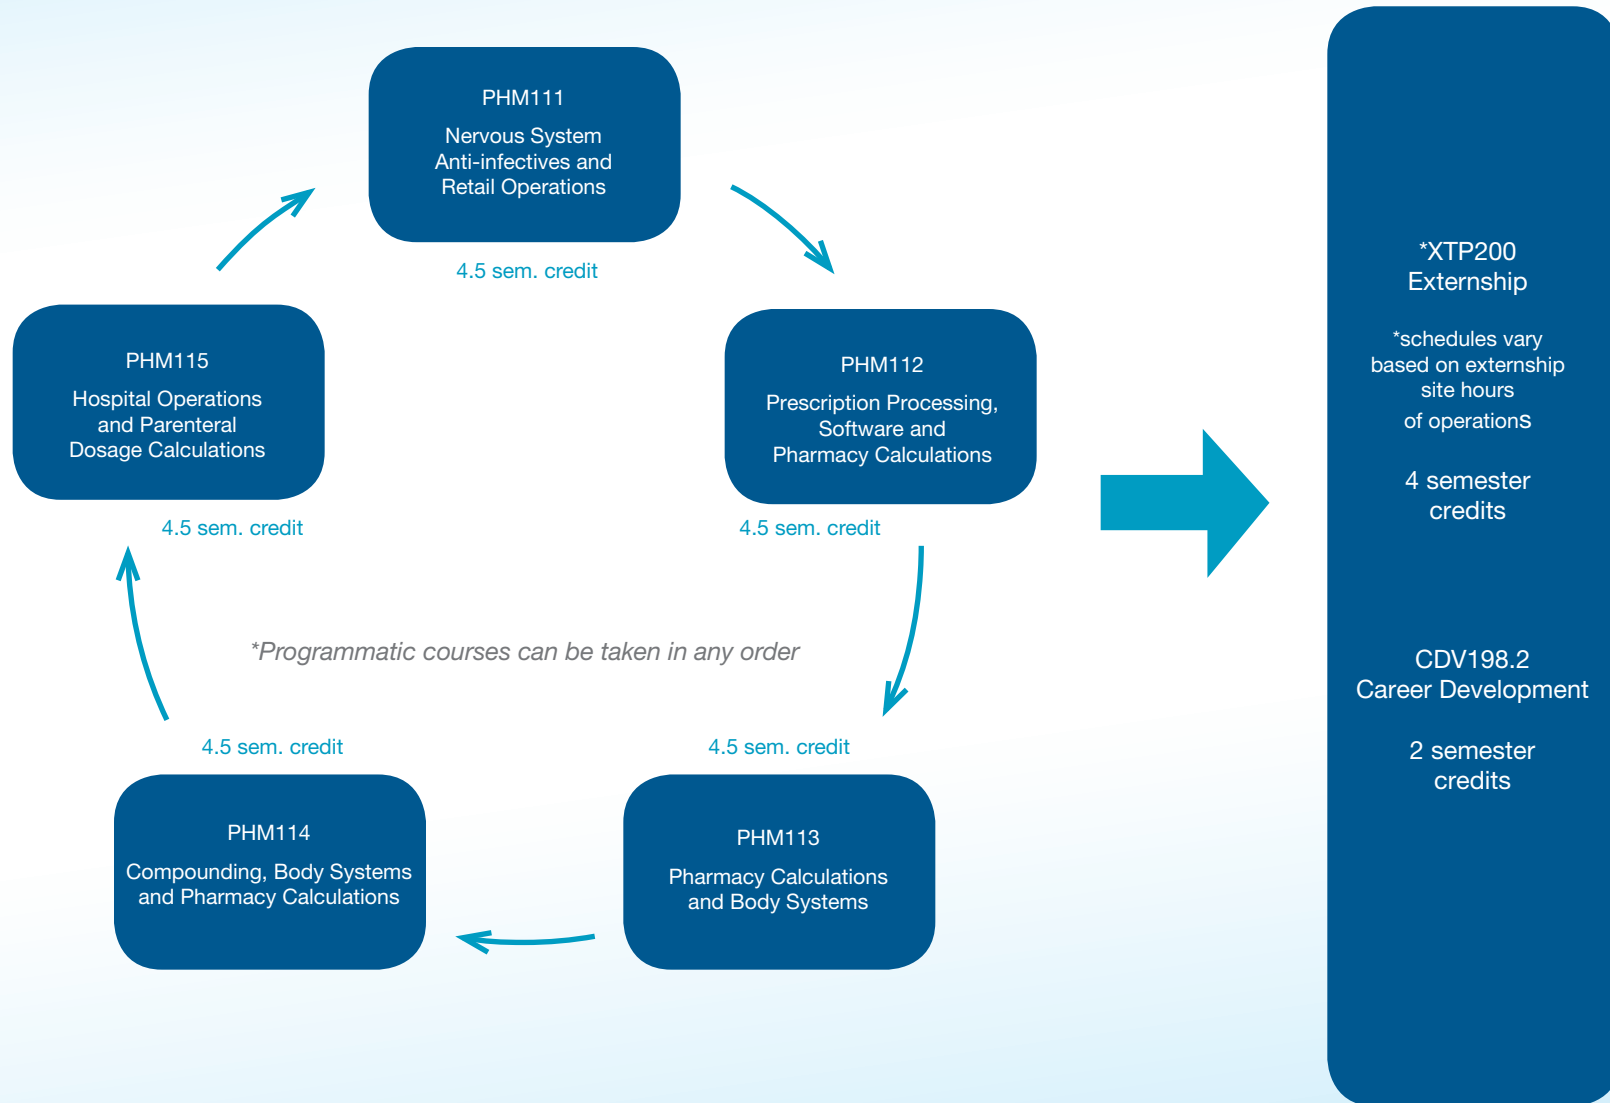 PHM111
Nervous System
Anti-infectives and
Retail Operations
4.5 sem. credit
PHM112
Prescription Processing,
Software and
Pharmacy Calculations
4.5 sem. credit
PHM113
Pharmacy Calculations
and Body Systems
4.5 sem. credit
PHM114
Compounding, Body Systems
and Pharmacy Calculations
4.5 sem. credit
PHM115
Hospital Operations
and Parenteral
Dosage Calculations
4.5 sem. credit
*Programmatic courses can be taken in any order
*XTP200
Externship
*schedules vary
based on externship
site hours
of operations
4 semester
credits
CDV198.2
Career Development
2 semester
credits